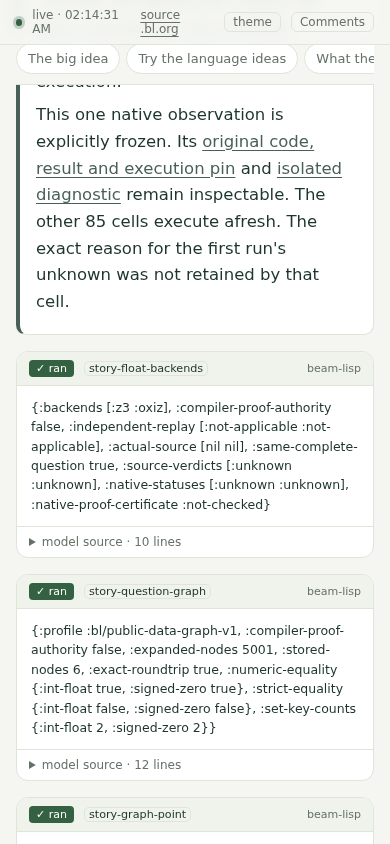 live · 02:14:31
AM
source
.bl.org
theme
Comments
The big idea
Try the language ideas
What the
execution.
This one native observation is
explicitly frozen. Its original code,
result and execution pin and isolated
diagnostic remain inspectable. The
other 85 cells execute afresh. The
exact reason for the first run's
unknown was not retained by that
cell.
✓ ran story-float-backends beam-lisp
{:backends [:z3 :oxiz], :compiler-proof-authority
false, :independent-replay [:not-applicable :not-
applicable], :actual-source [nil nil], :same-complete-
question true, :source-verdicts [:unknown
:unknown], :native-statuses [:unknown :unknown],
:native-proof-certificate :not-checked}
▶ model source · 10 lines
✓ ran story-question-graph beam-lisp
{:profile :bl/public-data-graph-v1, :compiler-proof-
authority false, :expanded-nodes 5001, :stored-
nodes 6, :exact-roundtrip true, :numeric-equality
{:int-float true, :signed-zero true}, :strict-equality
{:int-float false, :signed-zero false}, :set-key-counts
{:int-float 2, :signed-zero 2}}
▶ model source · 12 lines
✓ ran story-graph-point beam-lisp